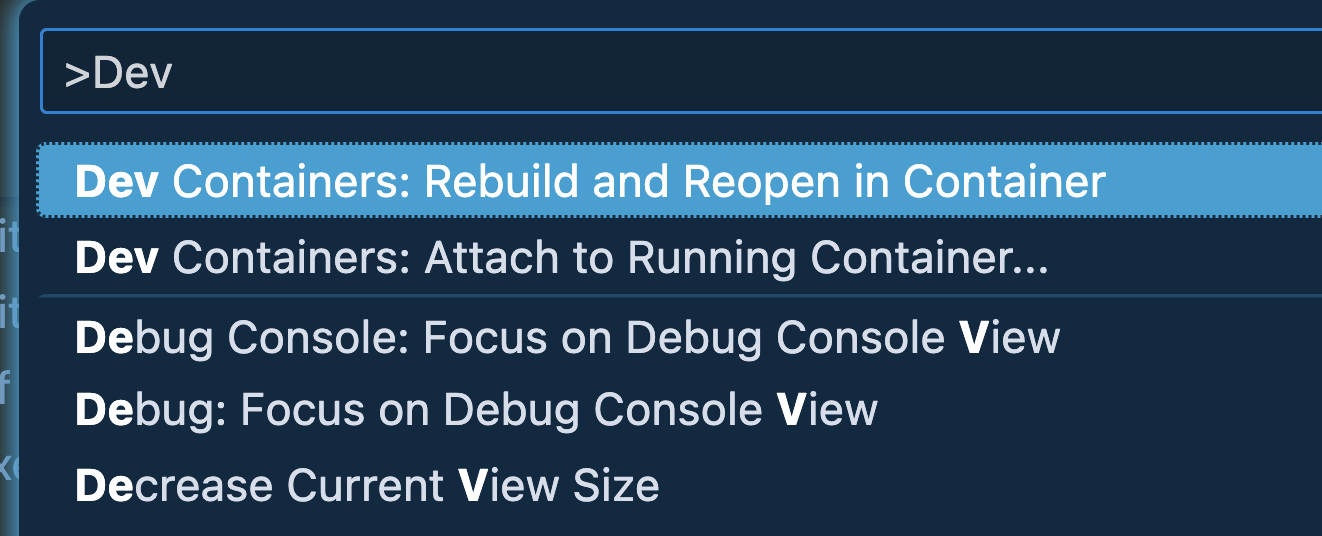 >Dev
Dev Containers: Rebuild and Reopen in Container
Dev Containers: Attach to Running Container...
Debug Console: Focus on Debug Console View
Debug: Focus on Debug Console View
Decrease Current View Size